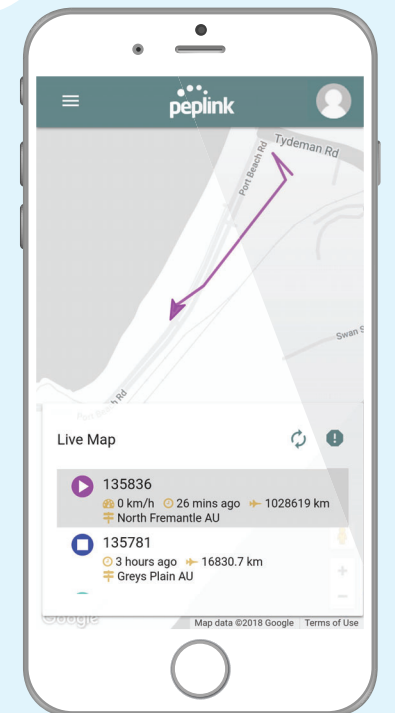 peplink
Tydeman Rd
Port Beach Rd
Swan S
Port Beach Rd
Live Map
135836
0 km/h 26 mins ago 1028619 km
North Fremantle AU
135781
3 hours ago 16830.7 km
Greys Plain AU
Google
Map data ©2018 Google Terms of Use